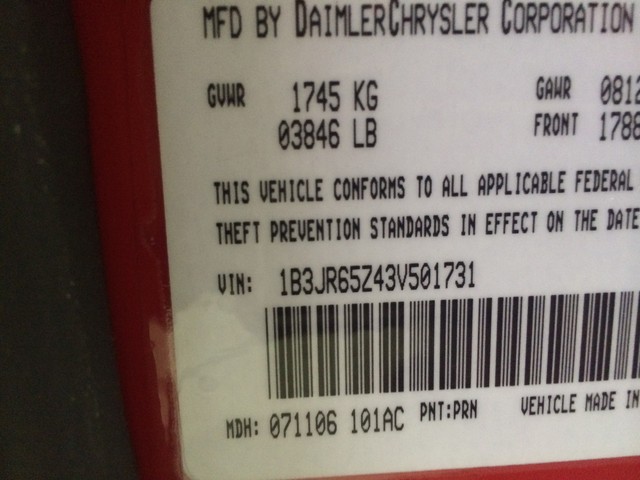 MFD BY DAIMLERCHRYSLER CORPORATION
GVWR 1745 KG GAWR 0812
03846 LB FRONT 1788
THIS VEHICLE CONFORMS TO ALL APPLICABLE FEDERAL
THEFT PREVENTION STANDARDS IN EFFECT ON THE DATE
VIN: 1B3JR65Z43V501731
MDH: 071106 101AC PNT:PRN VEHICLE MADE IN